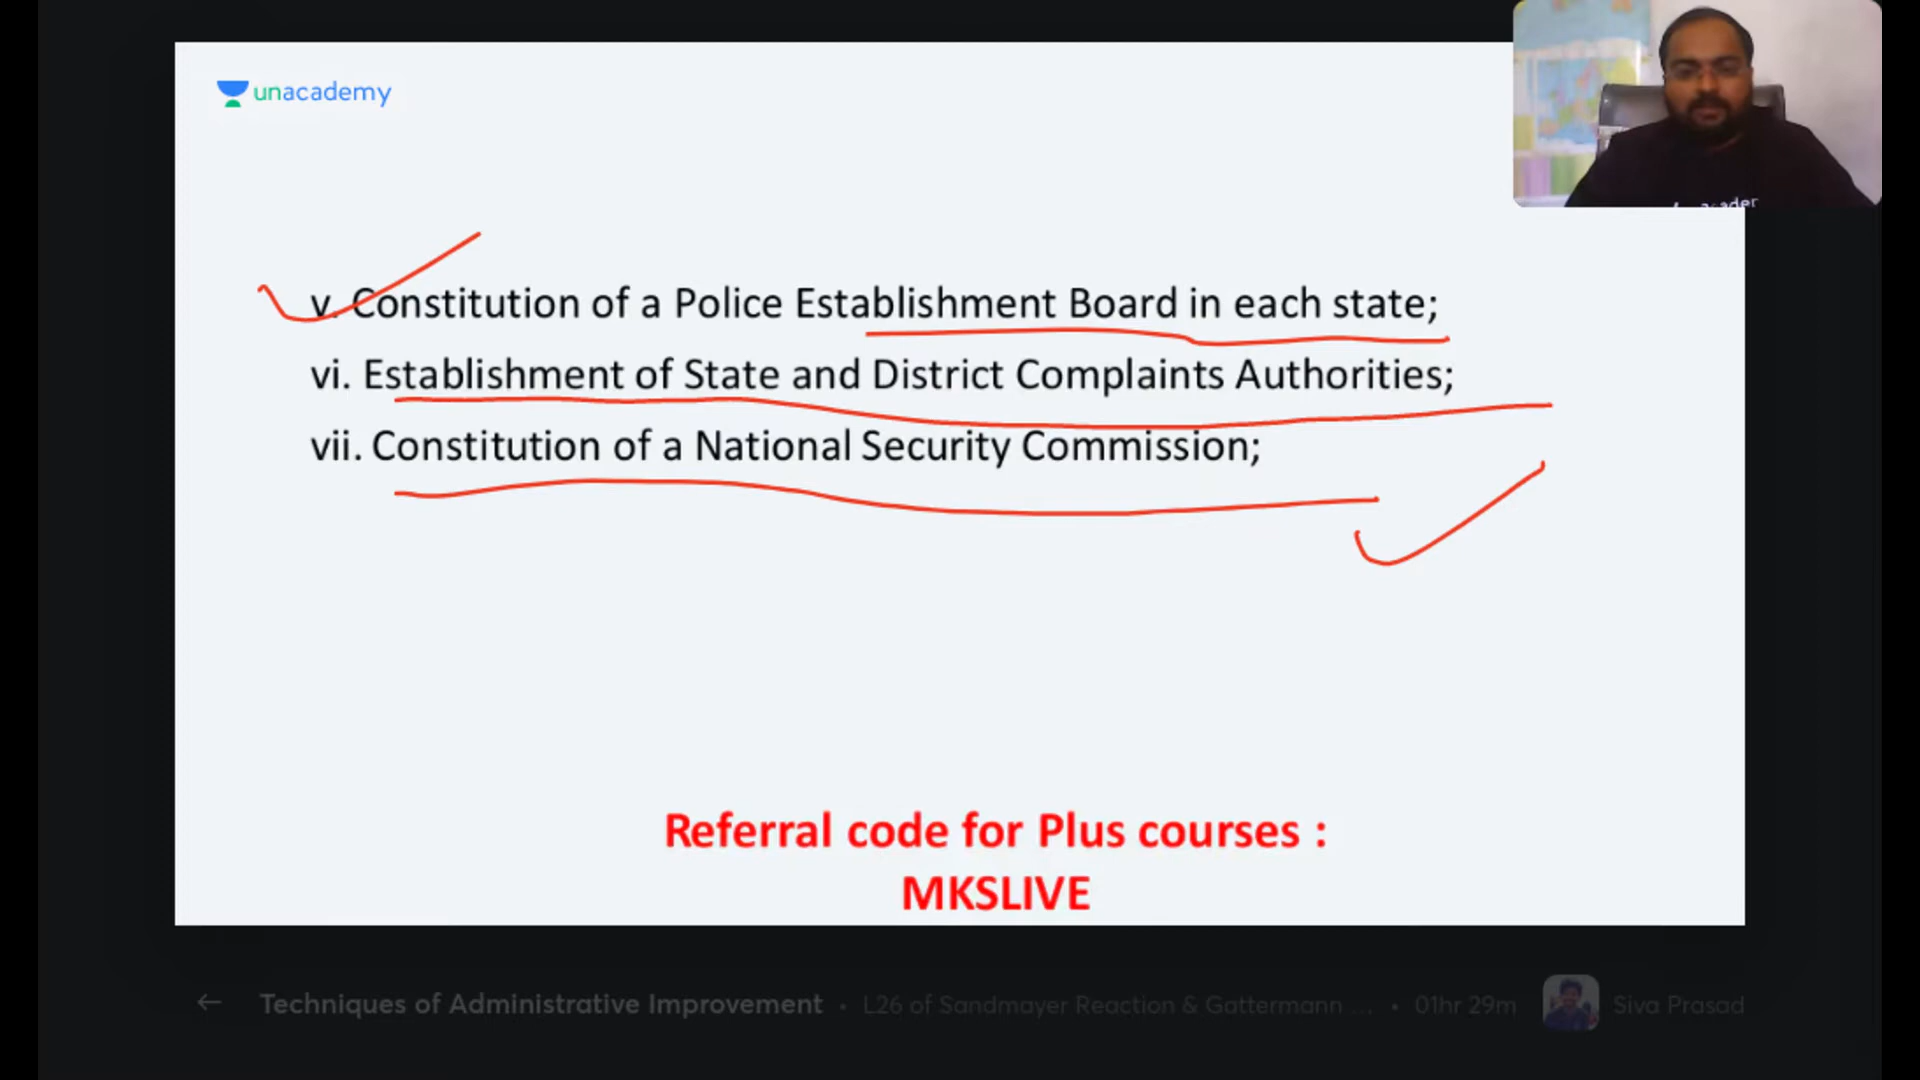 unacademy
v. Constitution of a Police Establishment Board in each state;
vi. Establishment of State and District Complaints Authorities;
vii. Constitution of a National Security Commission;
Referral code for Plus courses :
MKSLIVE
Techniques of Administrative Improvement • L26 of Sandmayer Reaction & Gattermann ... • 01hr 29m Siva Prasad